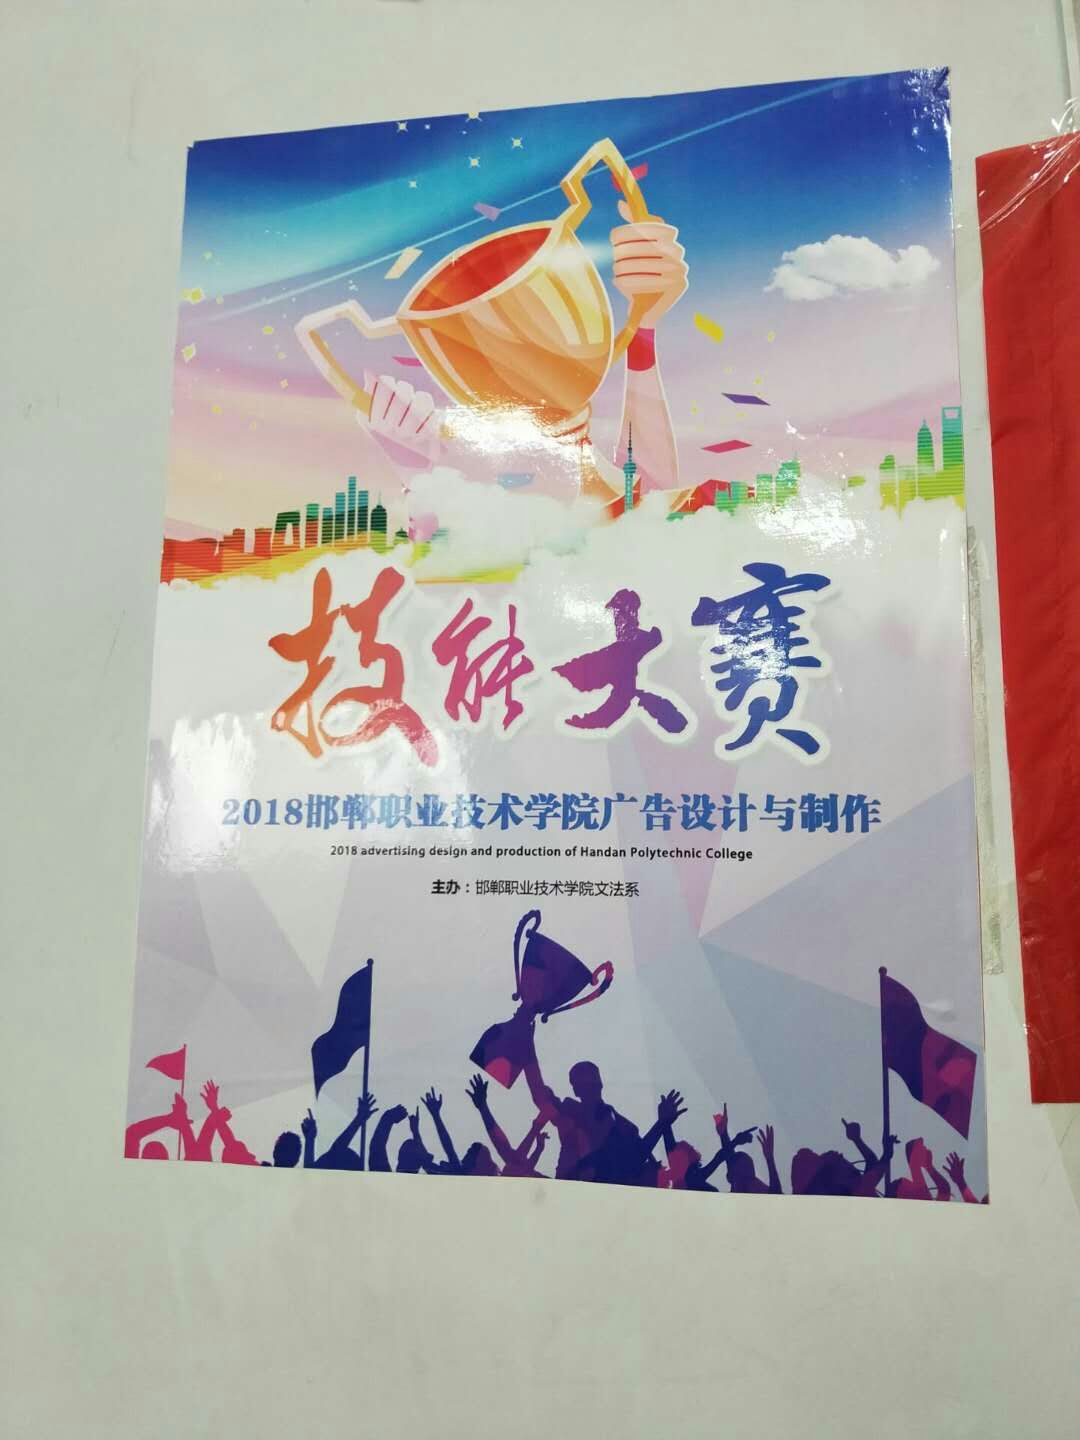 技能大赛
2018邯郸职业技术学院广告设计与制作
2018 advertising design and production of Handan Polytechnic College
主办：邯郸职业技术学院文法系